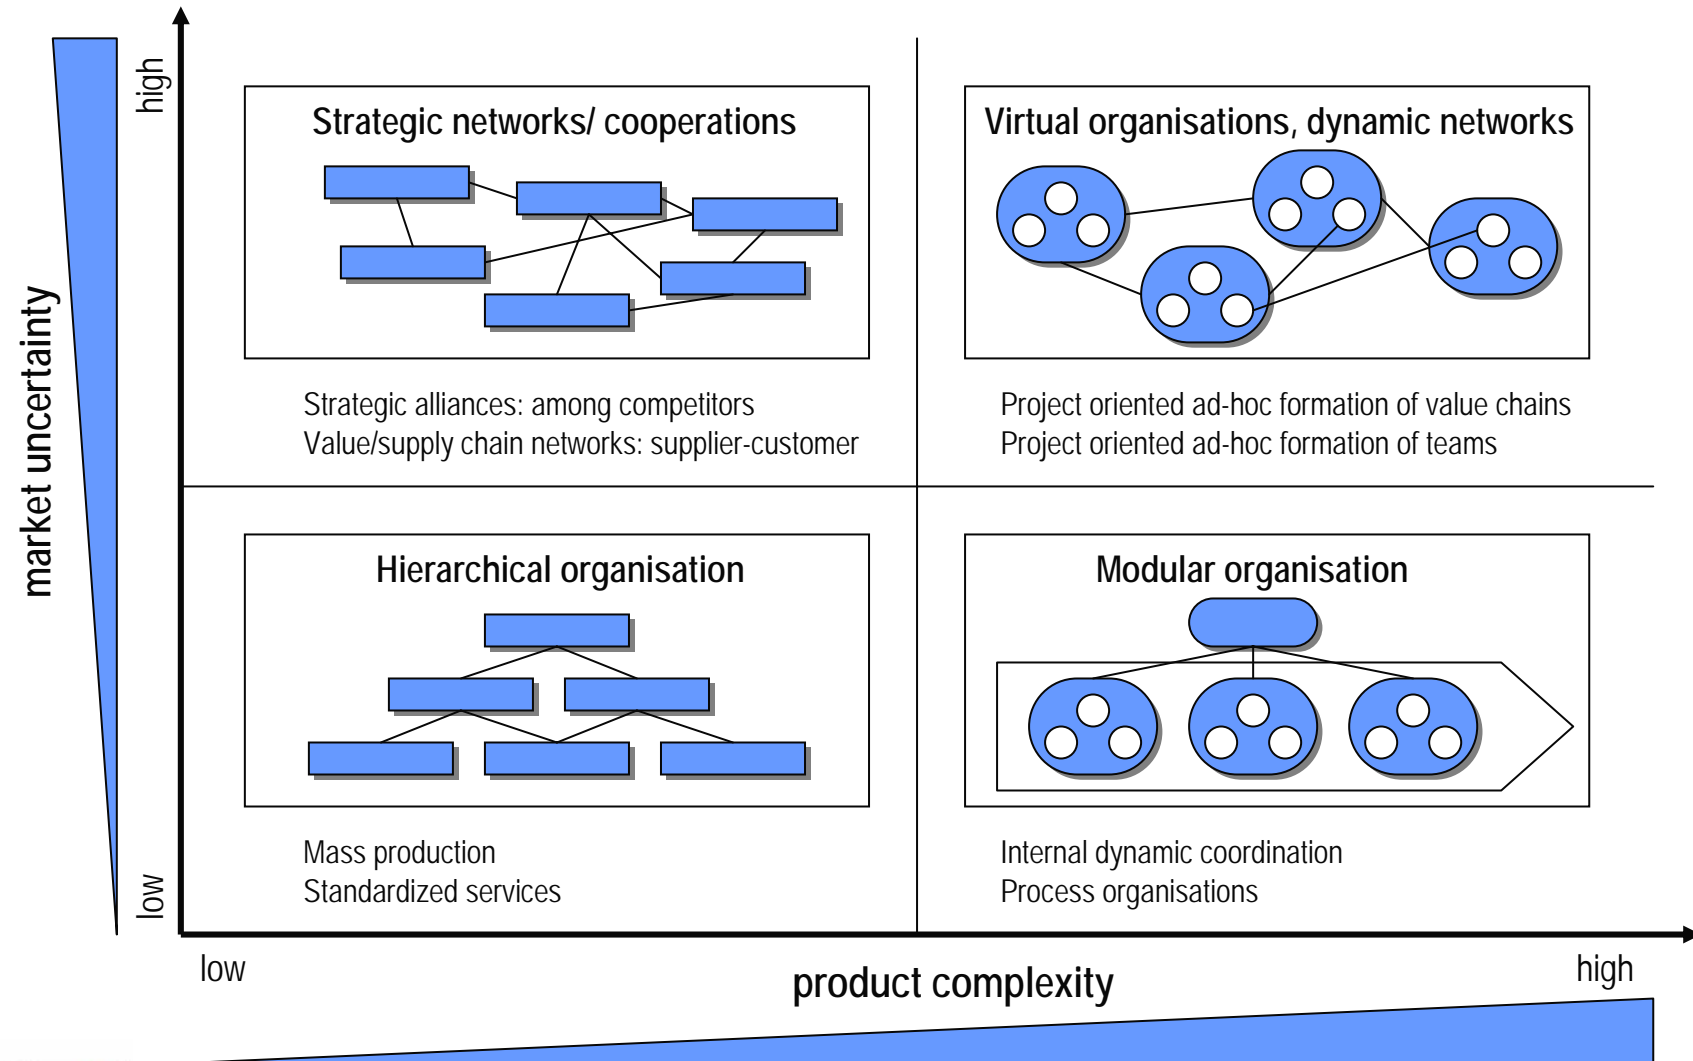 high
Strategic networks/ cooperations
Virtual organisations, dynamic networks
Strategic alliances: among competitors
Value/supply chain networks: supplier-customer
Project oriented ad-hoc formation of value chains
Project oriented ad-hoc formation of teams
market uncertainty
Hierarchical organisation
Modular organisation
Mass production
Standardized services
Internal dynamic coordination
Process organisations
low
low
product complexity
high